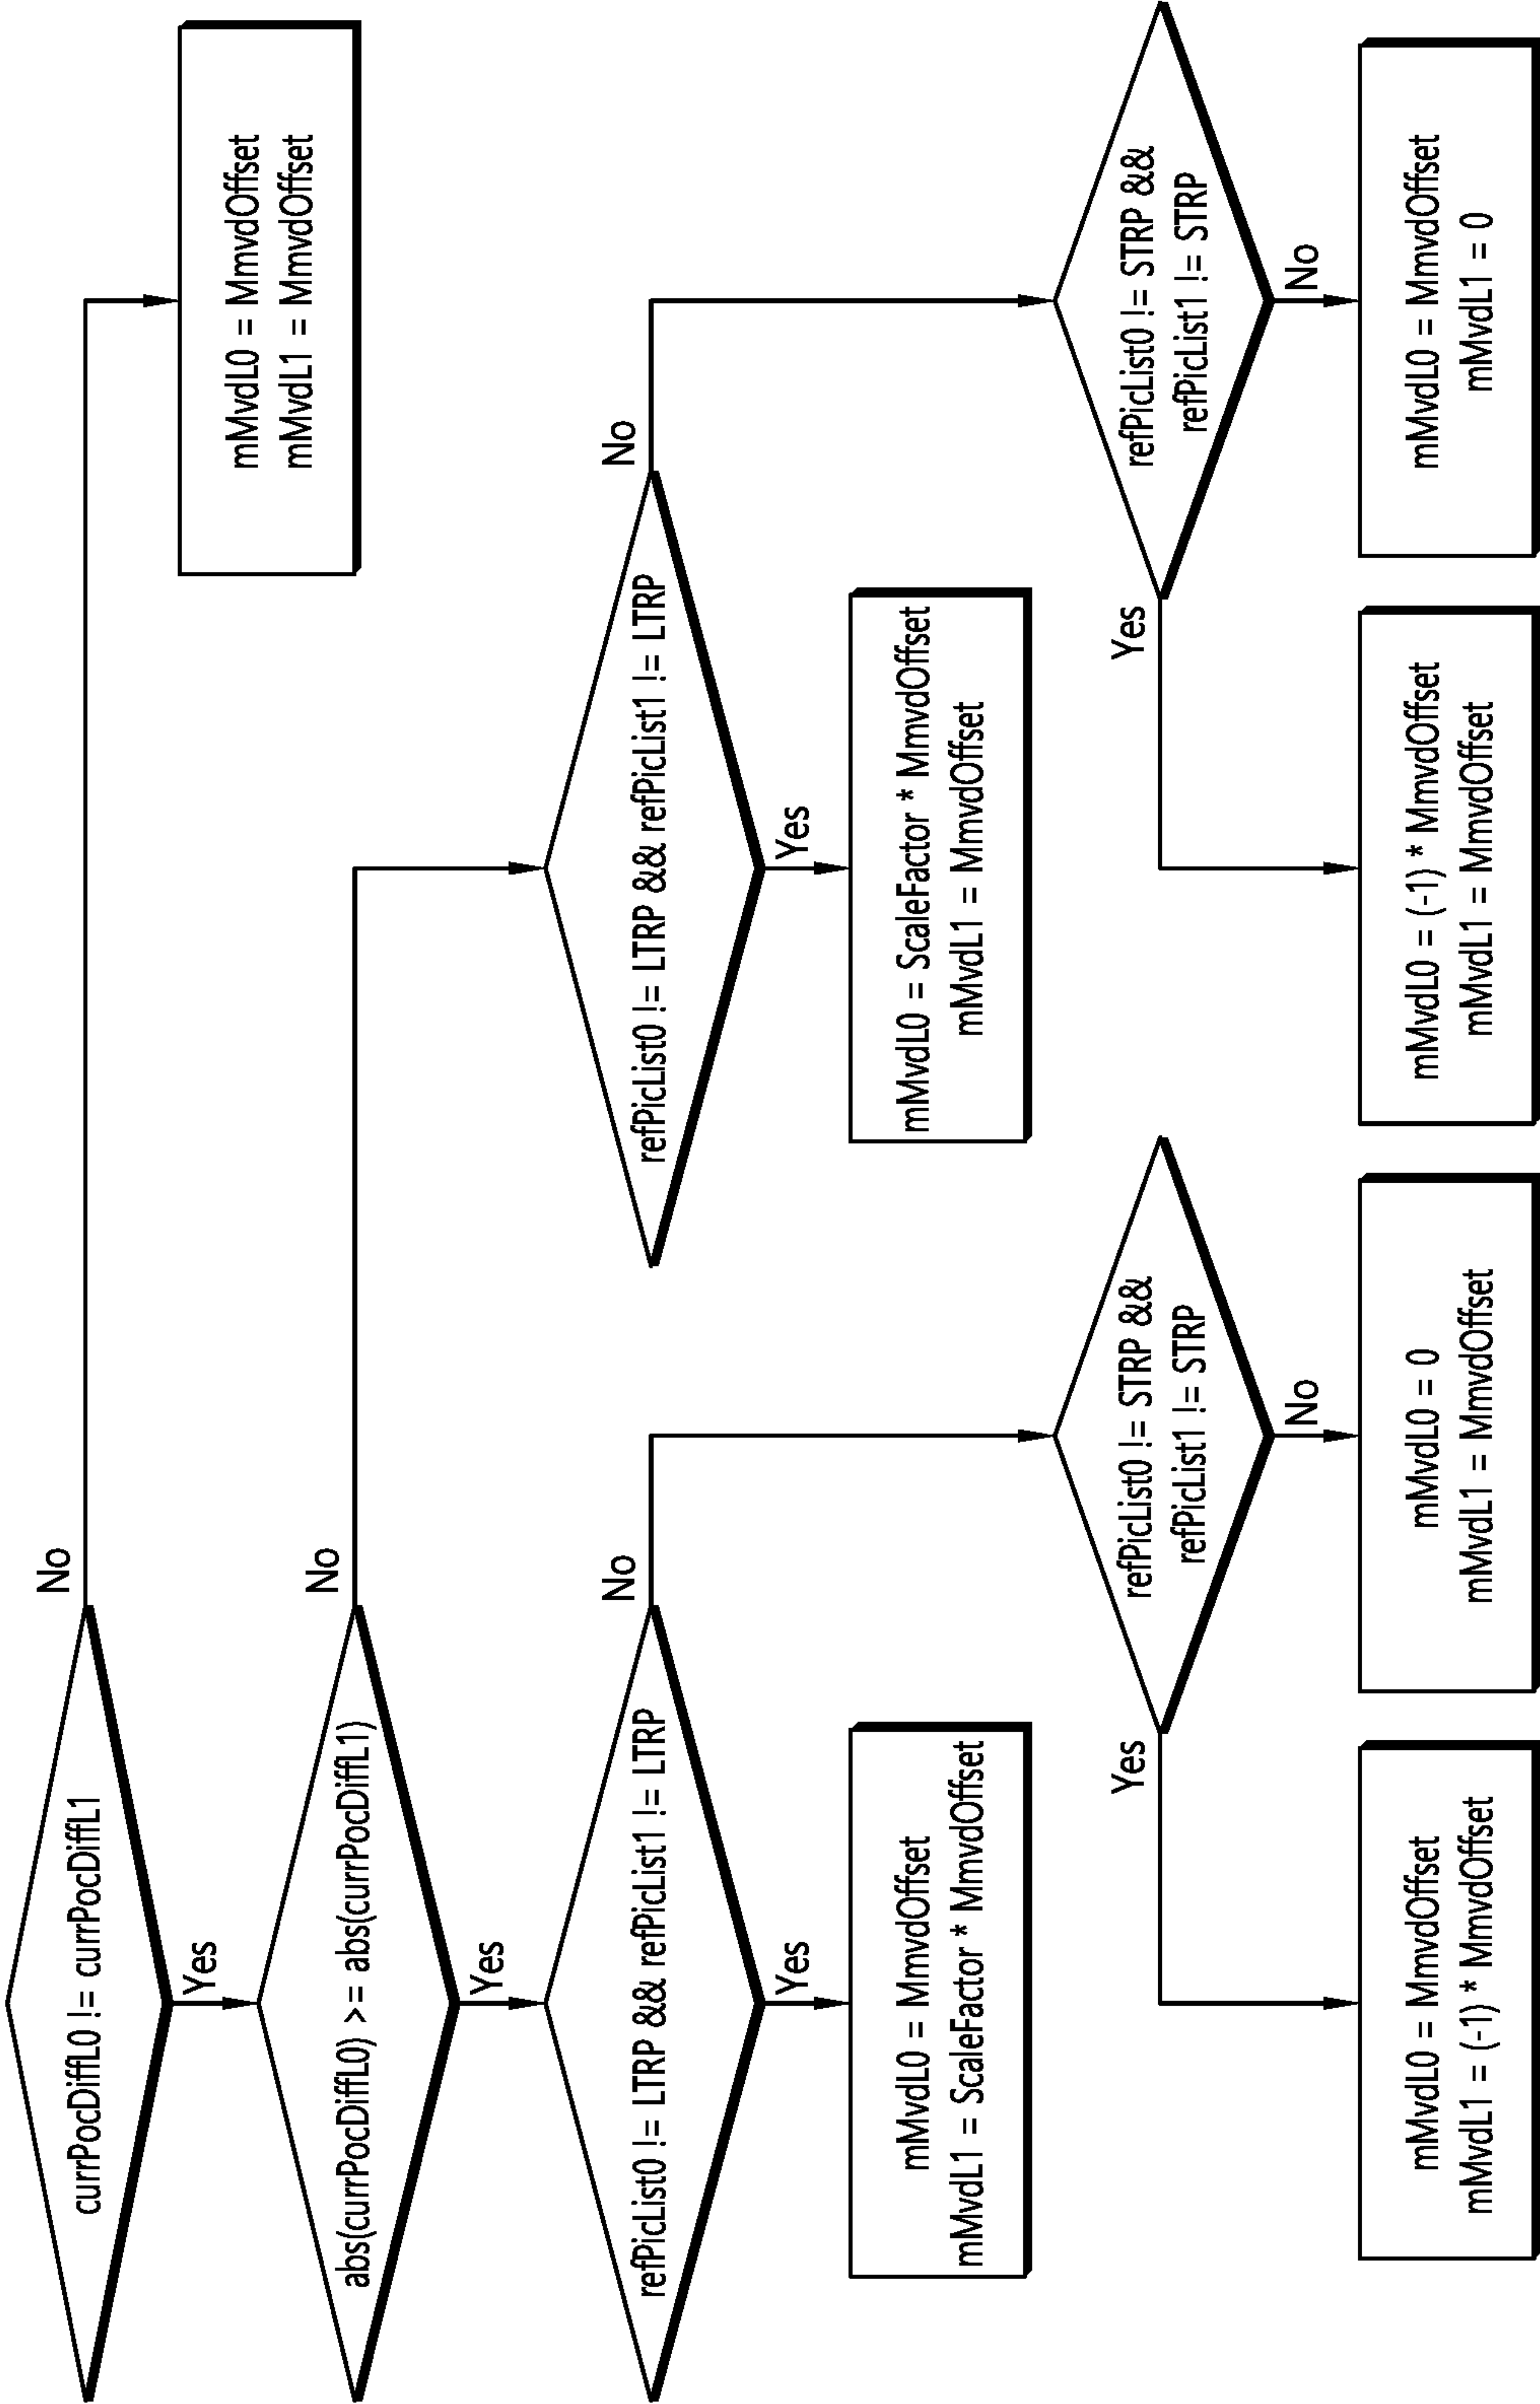 currPocDiffL0 != currPocDiffL1
No
Yes
mMvdL0 = MmvdOffset
mMvdL1 = MmvdOffset
abs(currPocDiffL0) >= abs(currPocDiffL1)
No
Yes
refPicList0 != LTRP && refPicList1 != LTRP
No
Yes
refPicList0 != LTRP && refPicList1 != LTRP
No
Yes
mMvdL0 = MmvdOffset
mMvdL1 = ScaleFactor * MmvdOffset
mMvdL0 = ScaleFactor * MmvdOffset
mMvdL1 = MmvdOffset
refPicList0 != STRP &&
refPicList1 != STRP
Yes
No
refPicList0 != STRP &&
refPicList1 != STRP
Yes
No
mMvdL0 = MmvdOffset
mMvdL1 = (-1) * MmvdOffset
mMvdL0 = 0
mMvdL1 = MmvdOffset
mMvdL0 = (-1) * MmvdOffset
mMvdL1 = MmvdOffset
mMvdL0 = MmvdOffset
mMvdL1 = 0